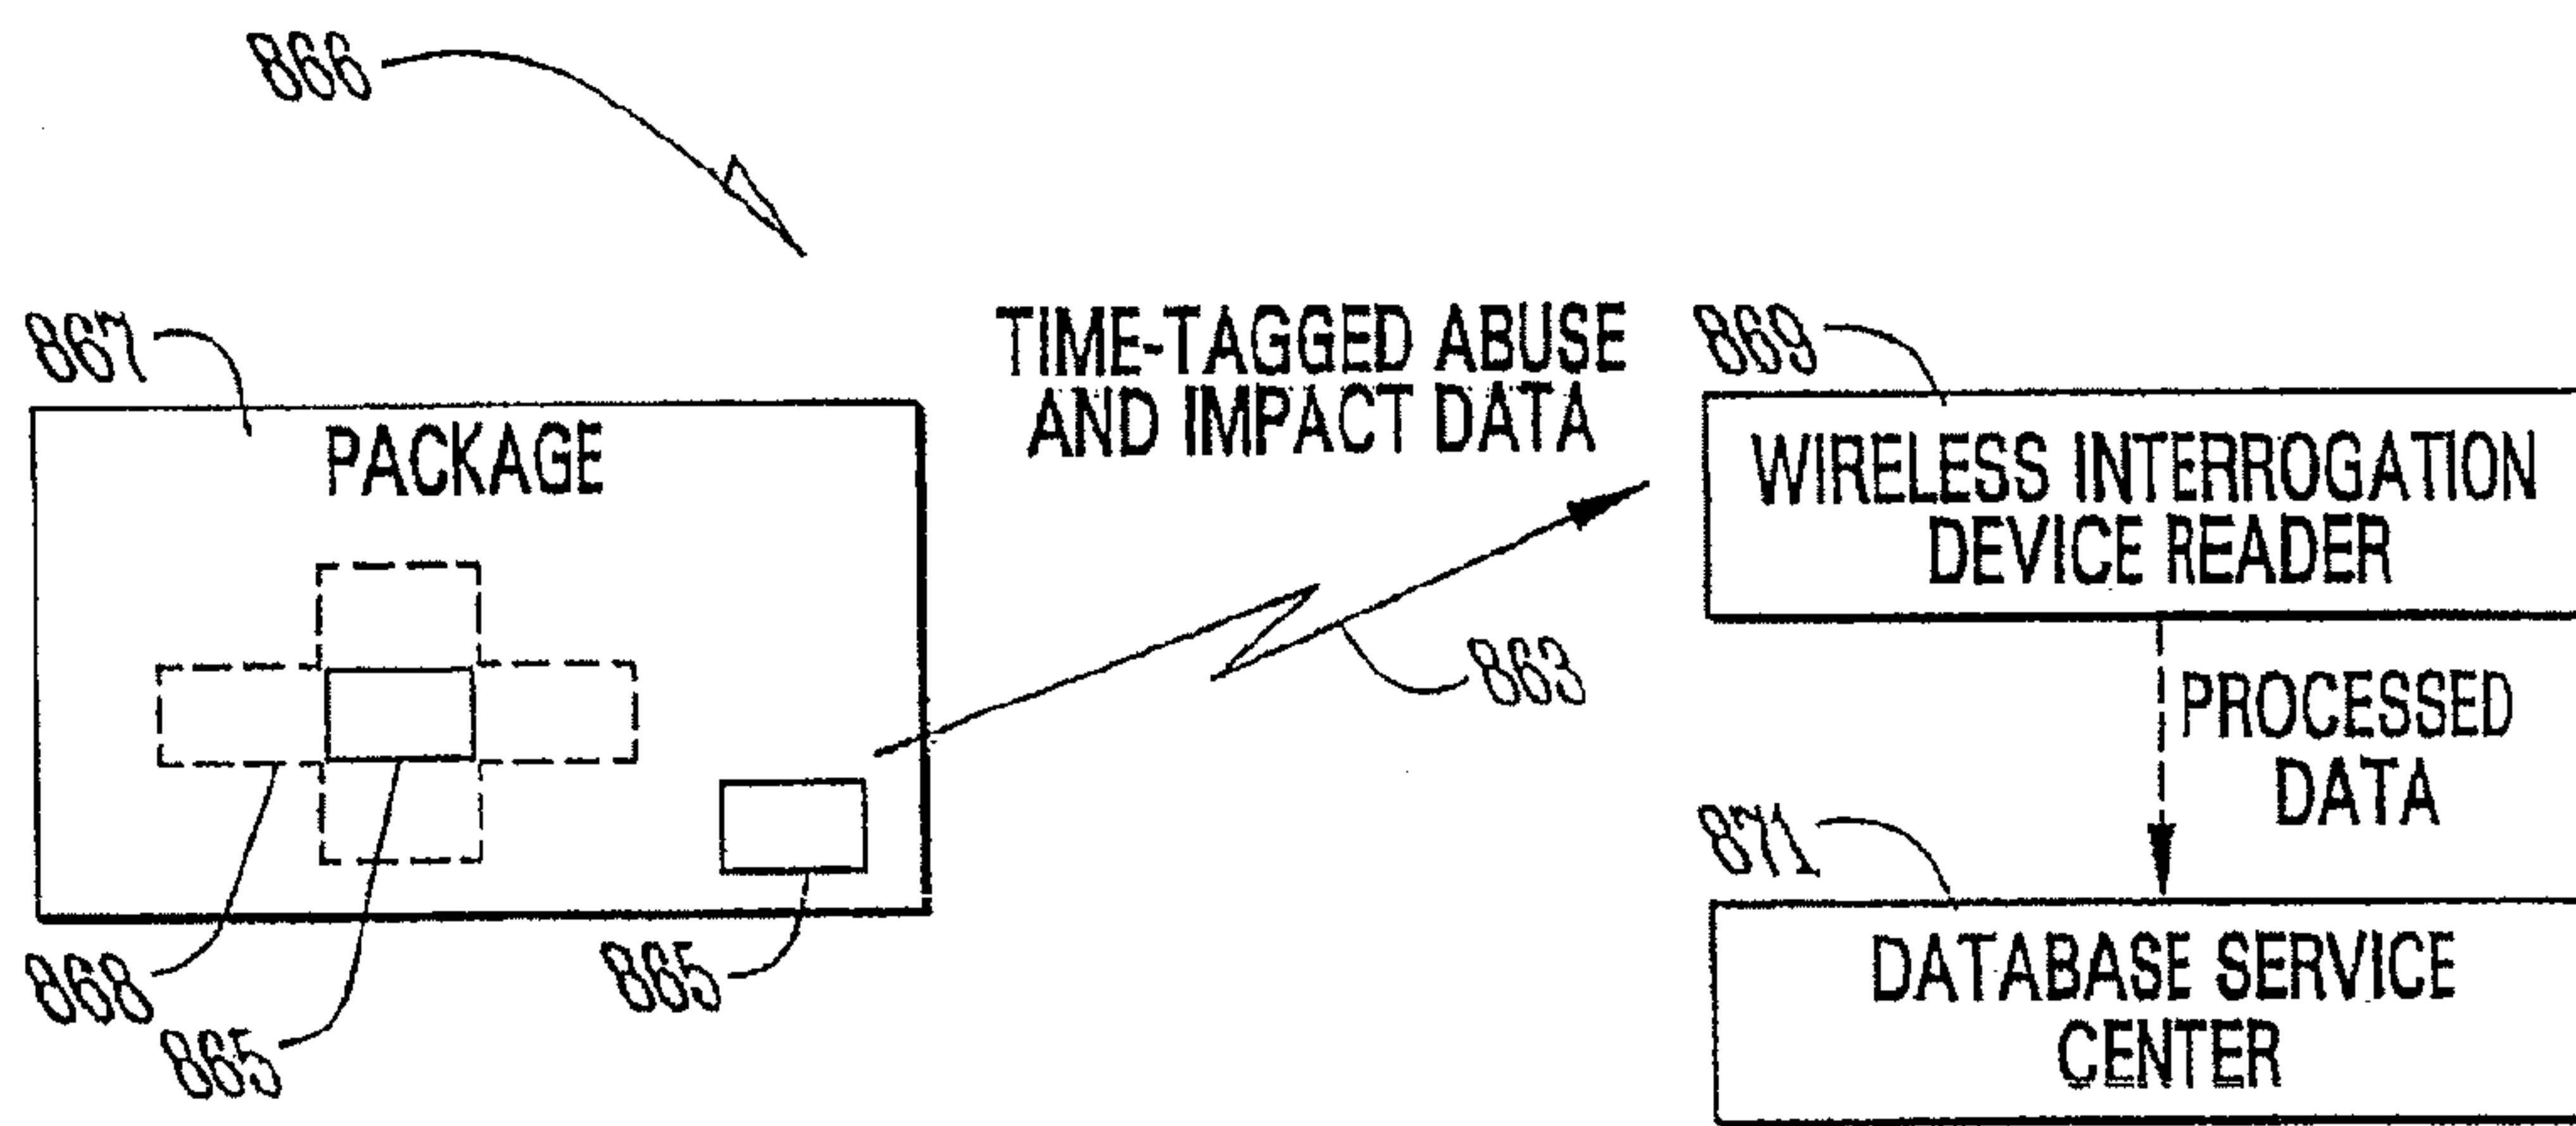 866
867
PACKAGE
TIME-TAGGED ABUSE
AND IMPACT DATA
869
WIRELESS INTERROGATION
DEVICE READER
863
PROCESSED
DATA
868
865
865
871
DATABASE SERVICE
CENTER